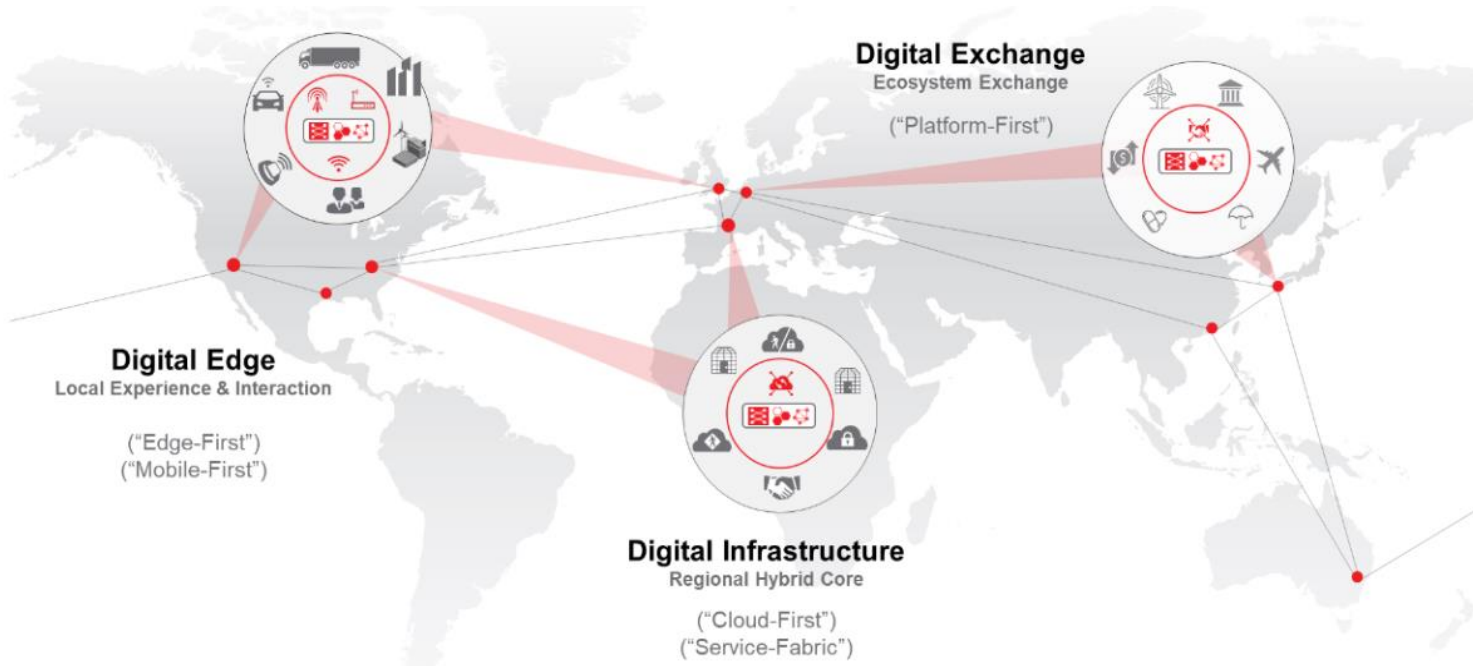 Digital Exchange
Ecosystem Exchange
(“Platform-First”)
Digital Edge
Local Experience & Interaction
(“Edge-First”)
(“Mobile-First”)
Digital Infrastructure
Regional Hybrid Core
(“Cloud-First”)
(“Service-Fabric”)